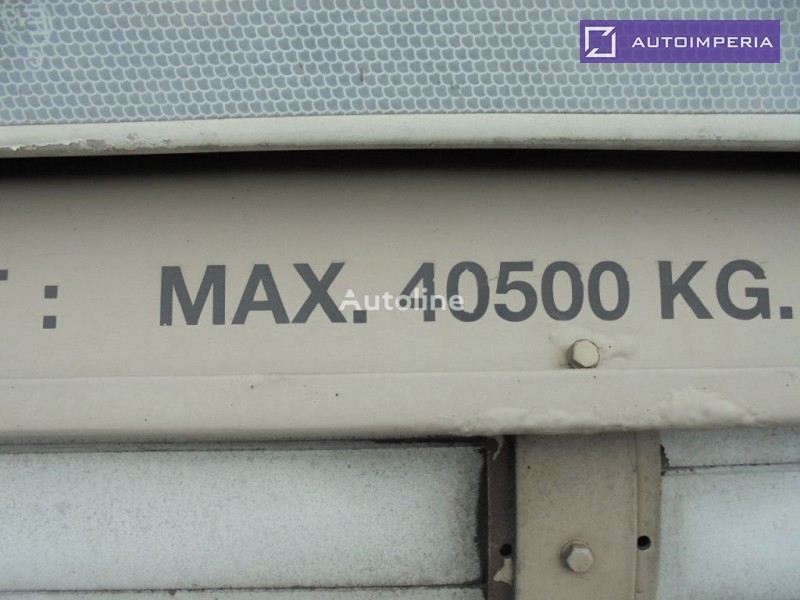 AUTOIMPERIA
T : MAX. 40500 KG.
Autoline